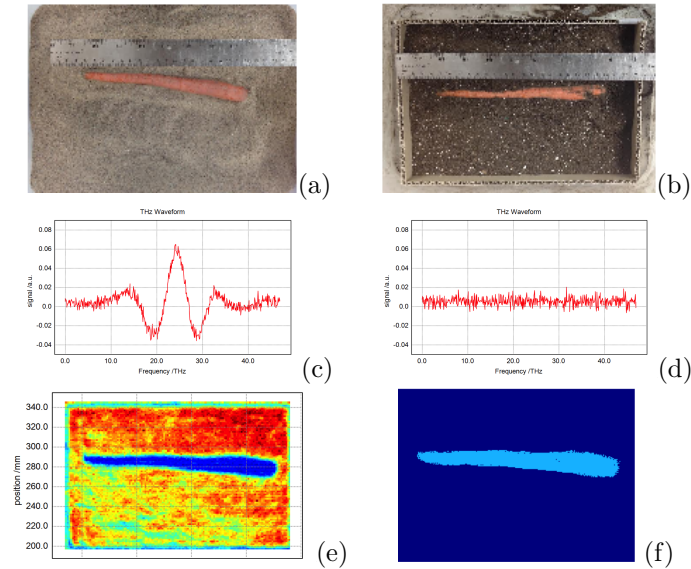 (a)
(b)
THz Waveform
0.08
0.06
0.04
0.02
0.0
-0.02
-0.04
signal /a.u.
0.0 10.0 20.0 30.0 40.0
Frequency /THz
(c)
THz Waveform
0.08
0.06
0.04
0.02
0.0
-0.02
-0.04
signal /a.u.
0.0 10.0 20.0 30.0 40.0
Frequency /THz
(d)
340.0
320.0
300.0
280.0
260.0
240.0
220.0
200.0
position /mm
(e)
(f)